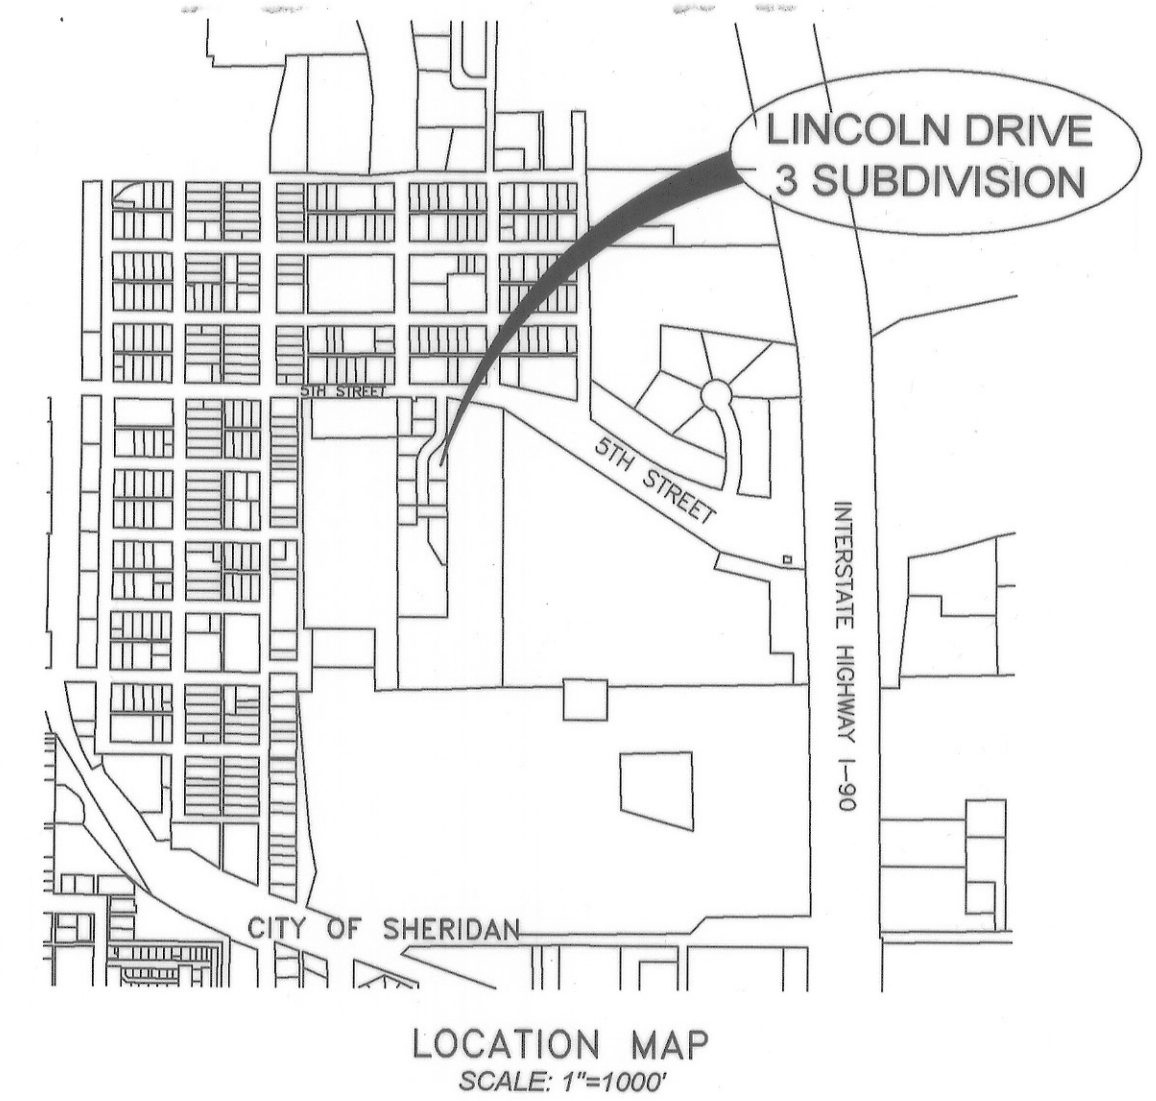 LINCOLN DRIVE
3 SUBDIVISION
5TH STREET
5TH STREET
INTERSTATE HIGHWAY I-90
CITY OF SHERIDAN
LOCATION MAP
SCALE: 1"=1000'